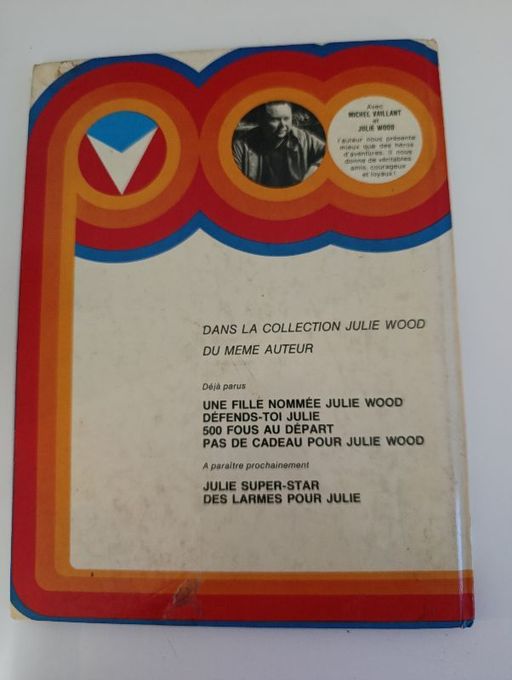 Avec
MICHEL VAILLANT
et
JULIE WOOD
l'auteur nous présente
mieux que des héros
d'aventures. Il nous
donne de véritables
amis, courageux
et loyaux!
DANS LA COLLECTION JULIE WOOD
DU MEME AUTEUR
Déjà parus
UNE FILLE NOMMÉE JULIE WOOD
DÉFENDS-TOI JULIE
500 FOUS AU DÉPART
PAS DE CADEAU POUR JULIE WOOD
A paraître prochainement
JULIE SUPER-STAR
DES LARMES POUR JULIE